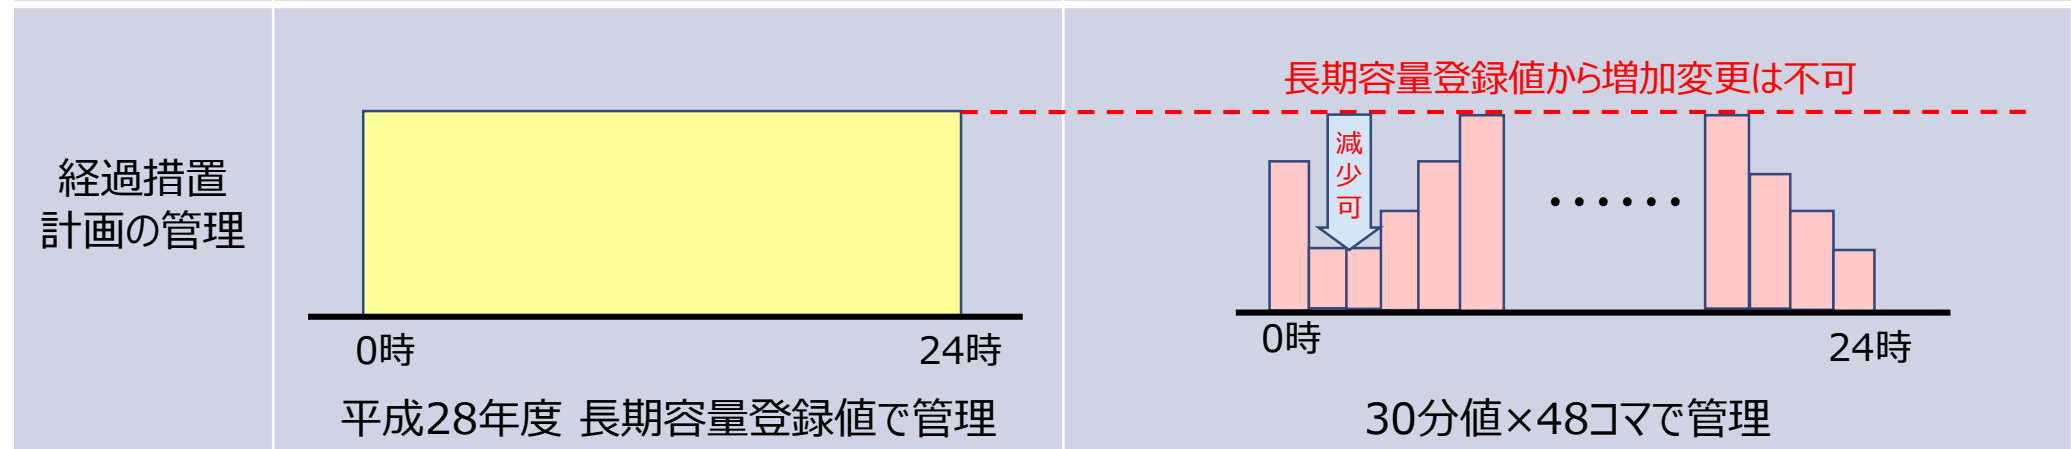 経過措置
計画の管理
0時
24時
平成28年度 長期容量登録値で管理
長期容量登録値から増加変更は不可
減少可
‥‥‥
0時
24時
30分値×48コマで管理